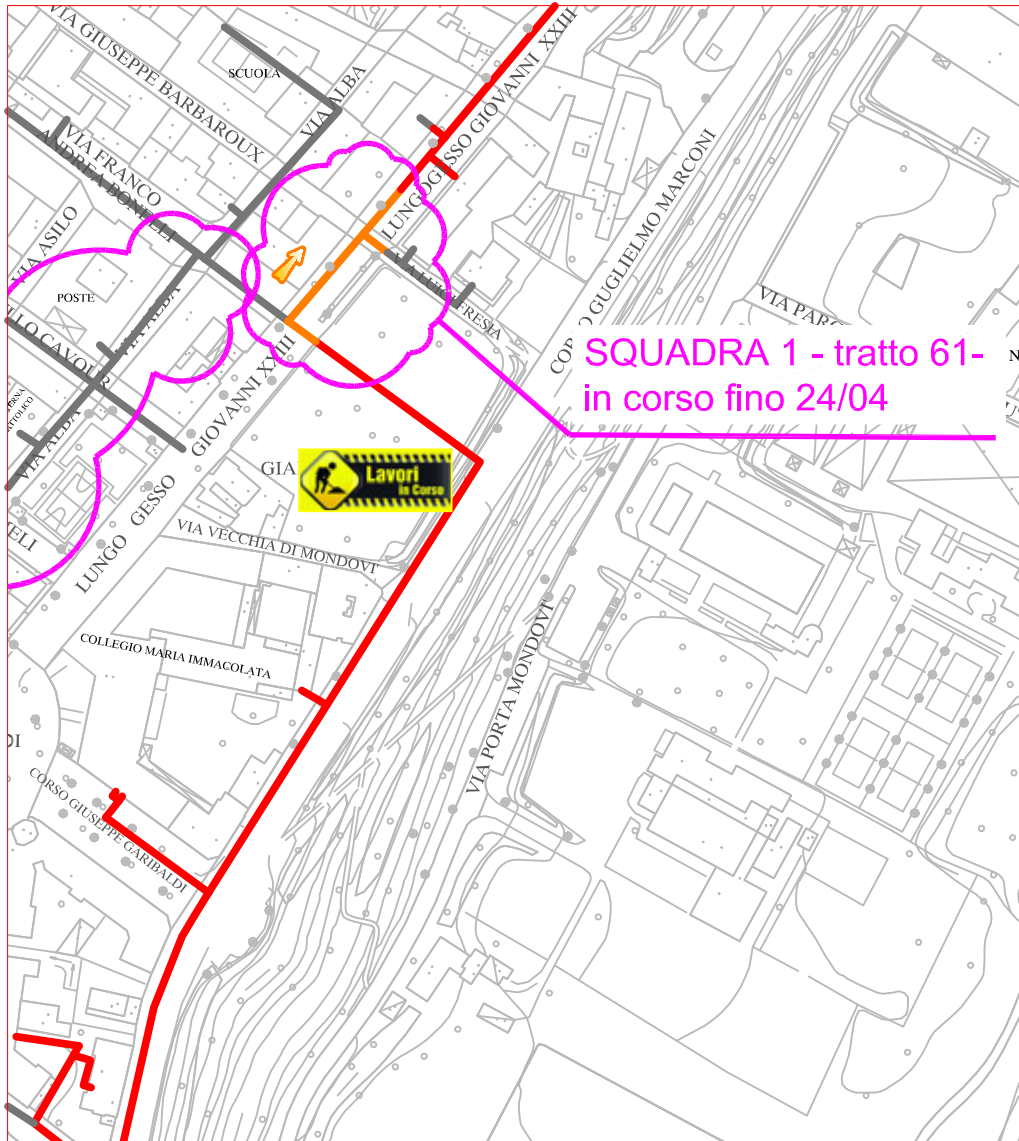 VIA GIUSEPPE BARBAROUX
SCUOLA
VIA ALBA
LUNGOGESSO GIOVANNI XXIII
VIA FRANCO
ANDREA BONELLI
VIA ASILO
POSTE
VIA ALBA
CAVOUR
VIA ALBA
VIA LUIGI FRESIA
CORSO GUGLIELMO MARCONI
VIA PARCO
SQUADRA 1 - tratto 61-
in corso fino 24/04
N
LUNGO GESSO GIOVANNI XXIII
GIA
Lavori
in Corso
VIA VECCHIA DI MONDOVI'
COLLEGIO MARIA IMMACOLATA
VIA PORTA MONDOVI'
CORSO GIUSEPPE GARIBALDI